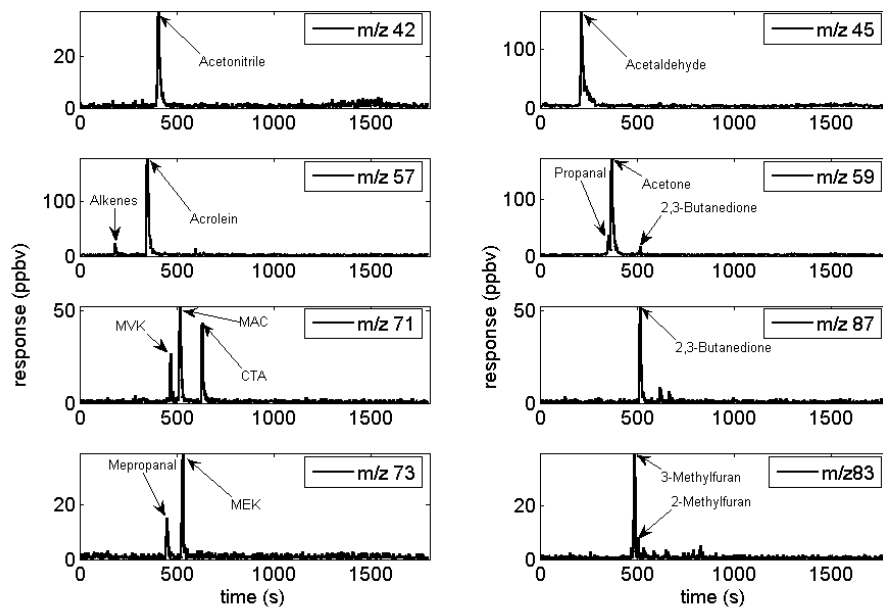 m/z 42
Acetonitrile
20
0
0 500 1000 1500
m/z 45
Acetaldehyde
100
0
0 500 1000 1500
m/z 57
Alkenes
Acrolein
100
0
0 500 1000 1500
m/z 59
Propanal
Acetone
2,3-Butanedione
100
0
0 500 1000 1500
response (ppbv)
m/z 71
MVK
MAC
CTA
50
0
0 500 1000 1500
response (ppbv)
m/z 87
2,3-Butanedione
50
0
0 500 1000 1500
m/z 73
Mepropanal
MEK
20
0
0 500 1000 1500
time (s)
m/z83
3-Methylfuran
2-Methylfuran
20
0
0 500 1000 1500
time (s)